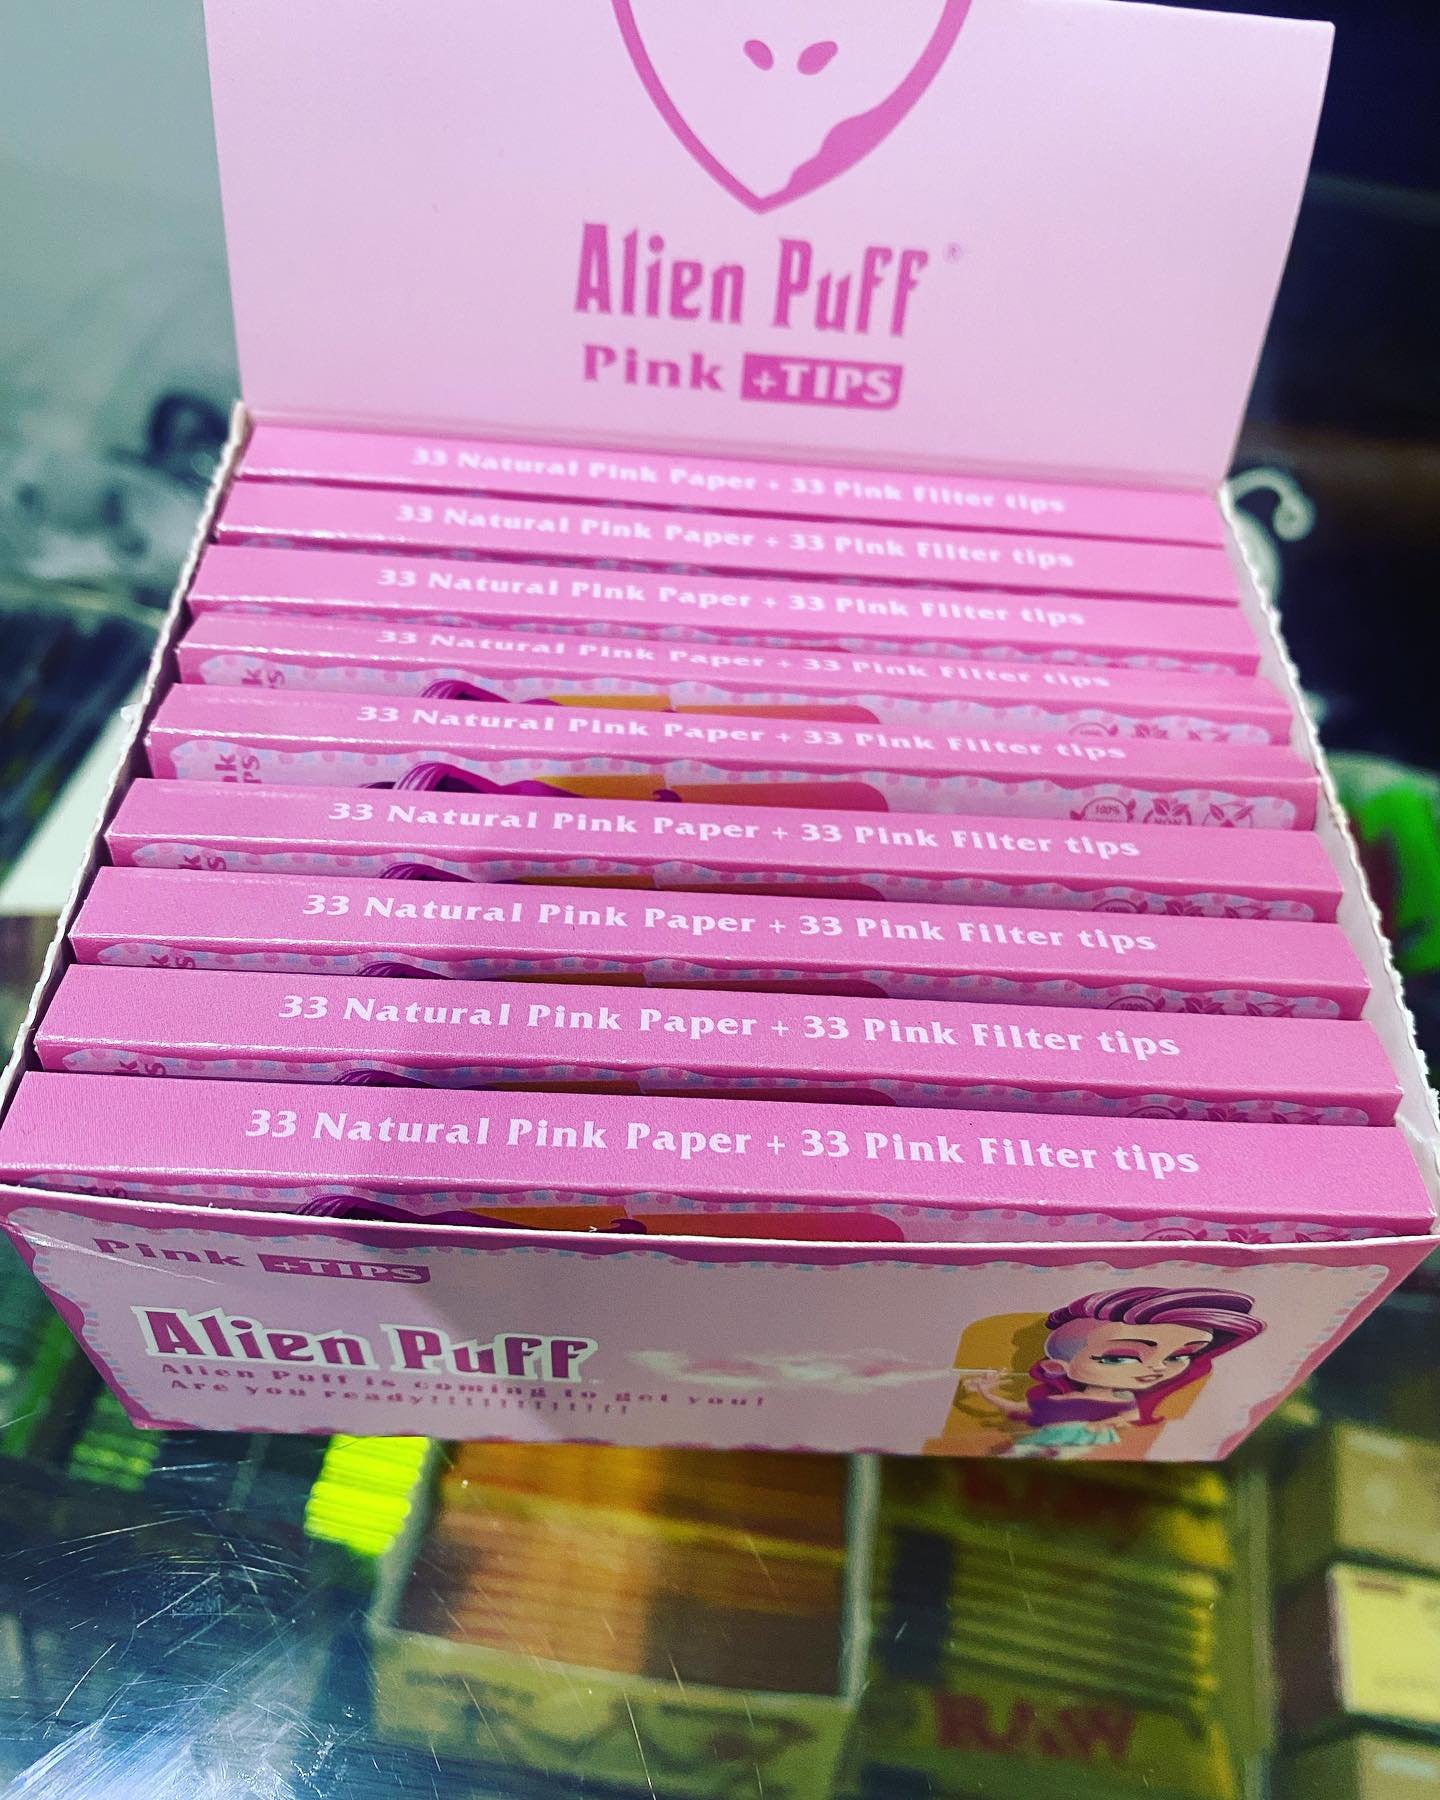 Alien Puff ®
Pink +TIPS
33 Natural Pink Paper + 33 Pink Filter tips
33 Natural Pink Paper + 33 Pink Filter tips
33 Natural Pink Paper + 33 Pink Filter tips
33 Natural Pink Paper + 33 Pink Filter tips
33 Natural Pink Paper + 33 Pink Filter tips
100%
33 Natural Pink Paper + 33 Pink Filter tips
33 Natural Pink Paper + 33 Pink Filter tips
33 Natural Pink Paper + 33 Pink Filter tips
33 Natural Pink Paper + 33 Pink Filter tips
Pink +TIPS
Alien Puff
Alien Puff is coming to get you!
Are you ready!!!!!!!!!!!!!
RAW